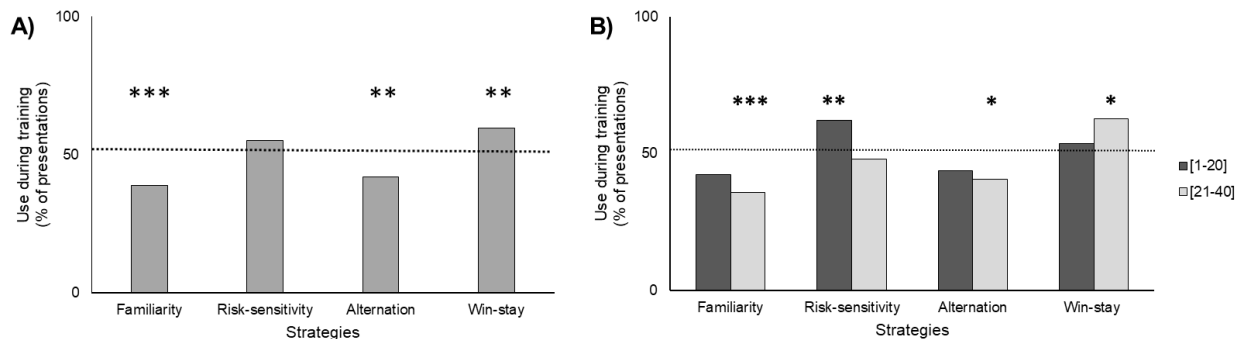 A)
100
50
0
Use during training
(% of presentations)
***
**
**
Familiarity
Risk-sensitivity
Alternation
Win-stay
Strategies
B)
100
50
0
Use during training
(% of presentations)
***
**
*
*
Familiarity
Risk-sensitivity
Alternation
Win-stay
Strategies
[1-20]
[21-40]